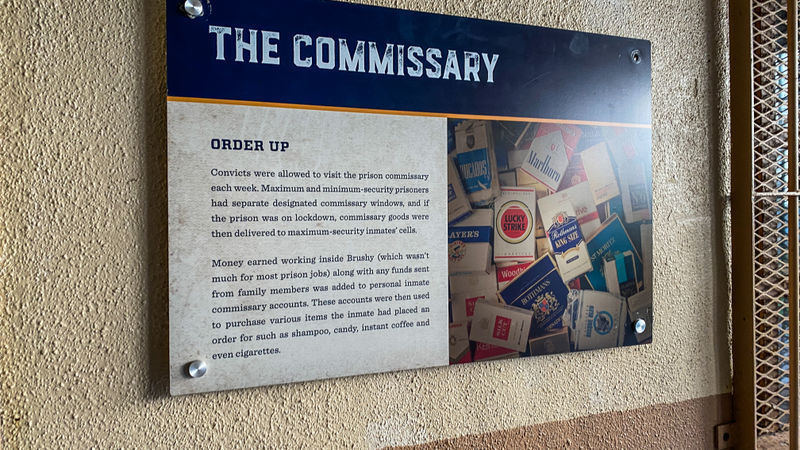 THE COMMISSARY
ORDER UP
Convicts were allowed to visit the prison commissary
each week. Maximum and minimum-security prisoners
had separate designated commissary windows, and if
the prison was on lockdown, commissary goods were
then delivered to maximum-security inmates' cells.
Money earned working inside Brushy (which wasn't
much for most prison jobs) along with any funds sent
from family members was added to personal inmate
commissary accounts. These accounts were then used
to purchase various items the inmate had placed an
order for such as shampoo, candy, instant coffee and
even cigarettes.
Marlboro
LUCKY
STRIKE
Rothmans
KING SIZE
ROTHMANS